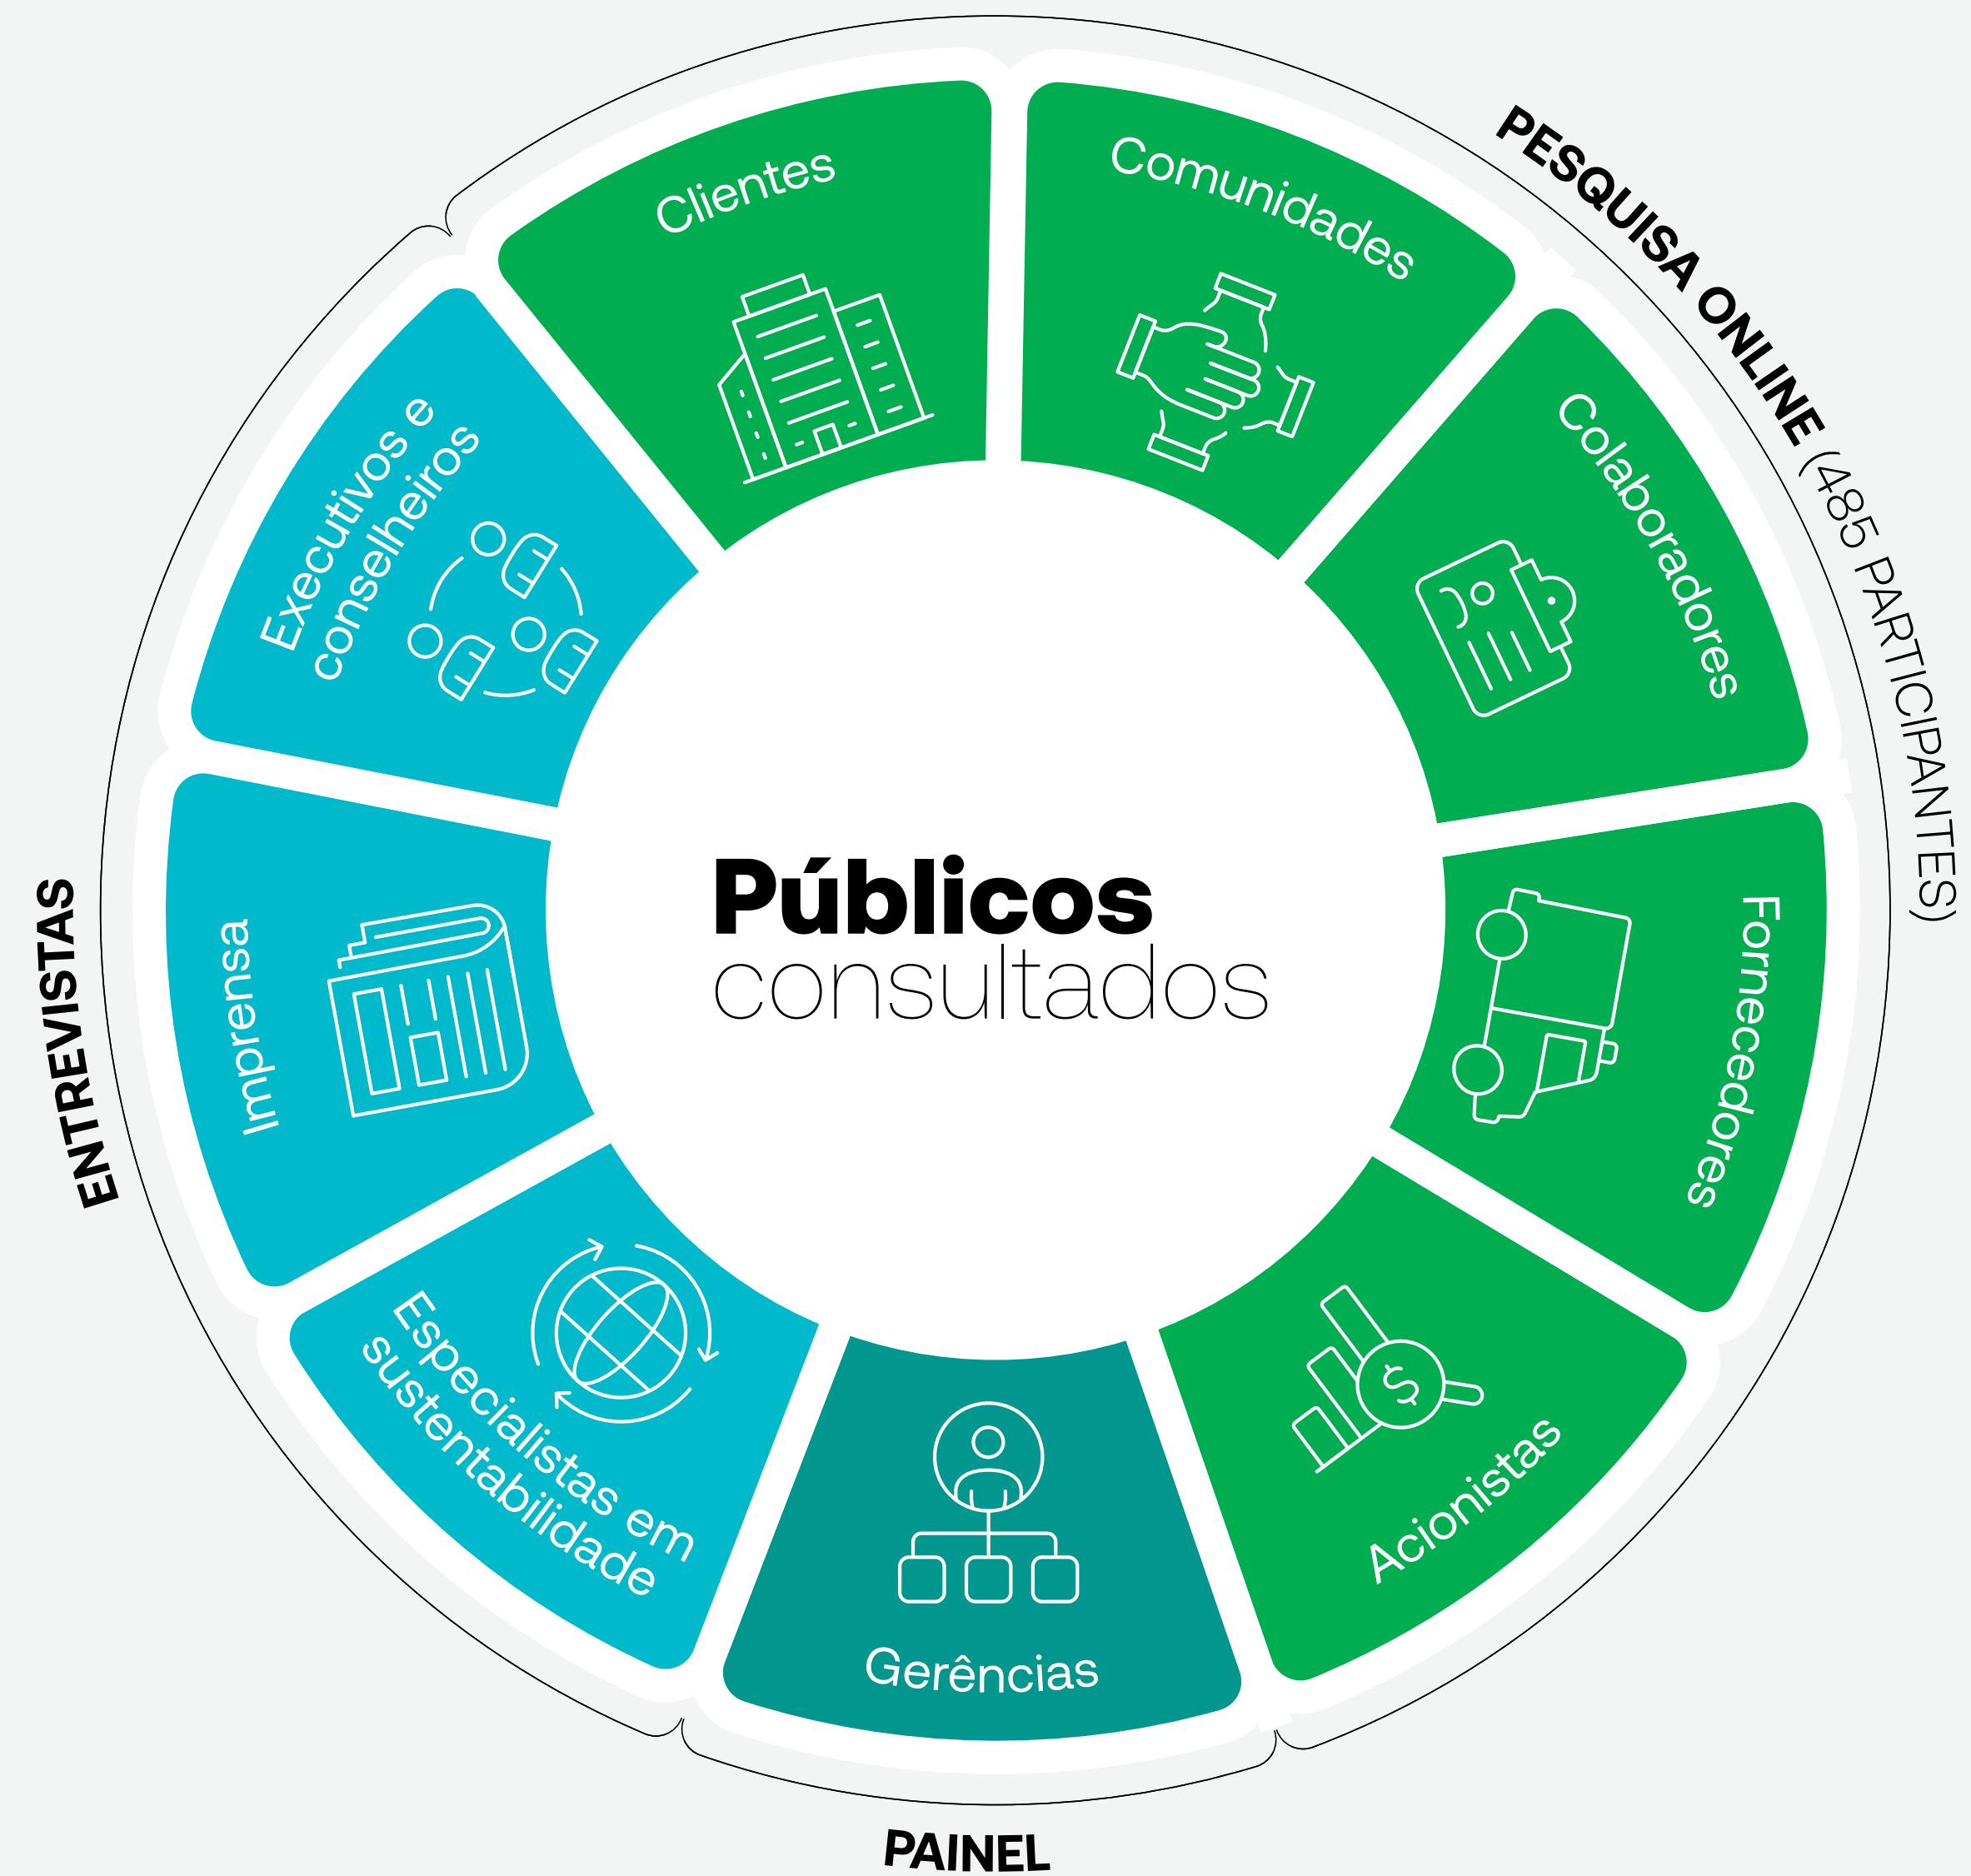 Públicos
consultados
PESQUISA ONLINE (485 PARTICIPANTES)
Clientes
Comunidades
Colaboradores
Fornecedores
Acionistas
PAINEL
Gerências
ENTREVISTAS
Especialistas em
sustentabilidade
Imprensa
Executivos e
conselheiros
$